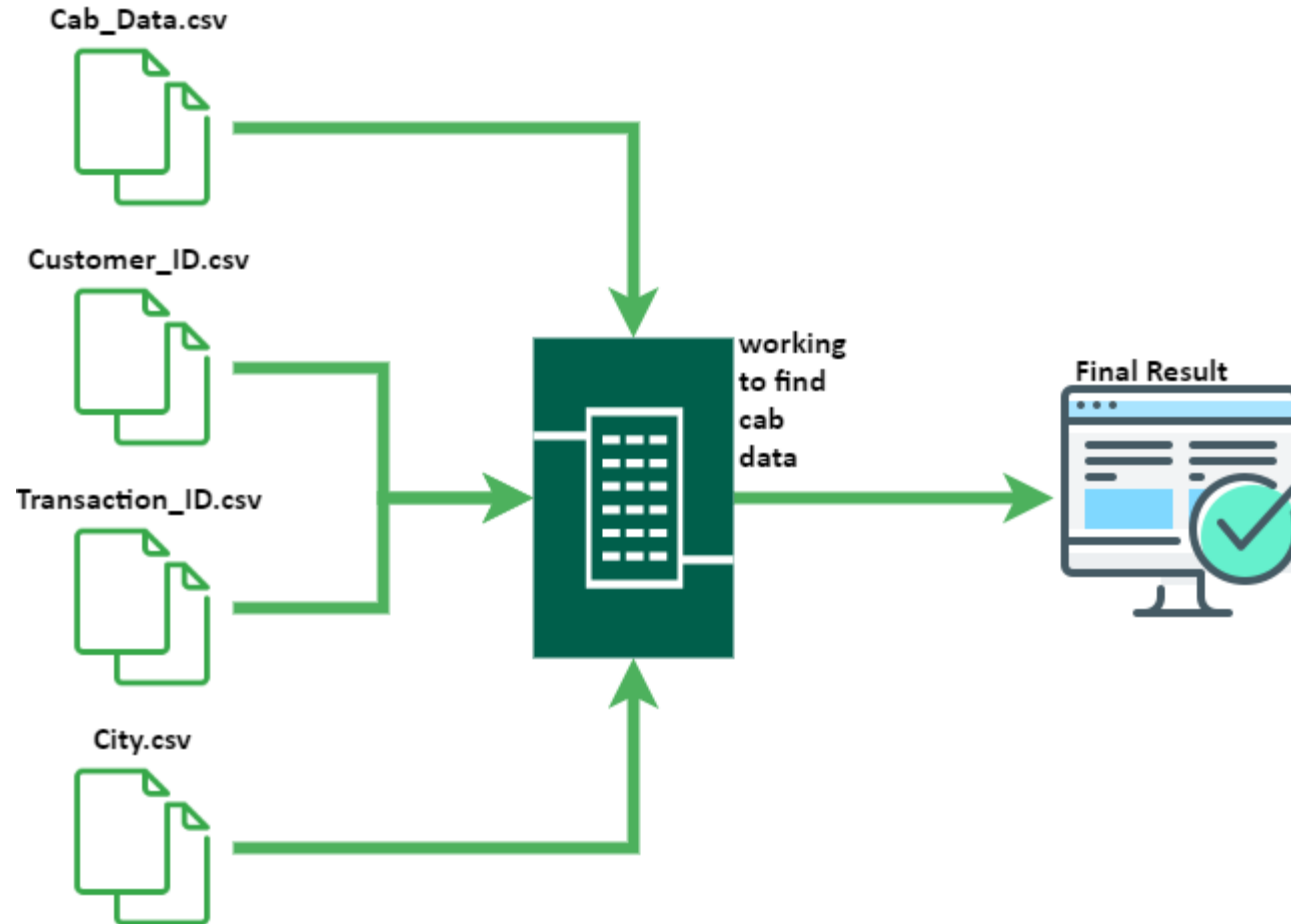 Cab_Data.csv
Customer_ID.csv
Transaction_ID.csv
City.csv
working
to find
cab
data
Final Result